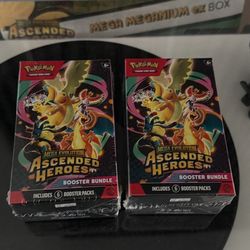 ASCENDED
MEGA MEGANIUM ex BOX
POKÉMON
MEGA EVOLUTION
ASCENDED
HEROES
BOOSTER BUNDLE
INCLUDES 6 BOOSTER PACKS
POKÉMON
MEGA EVOLUTION
ASCENDED
HEROES
BOOSTER BUNDLE
INCLUDES 6 BOOSTER PACKS